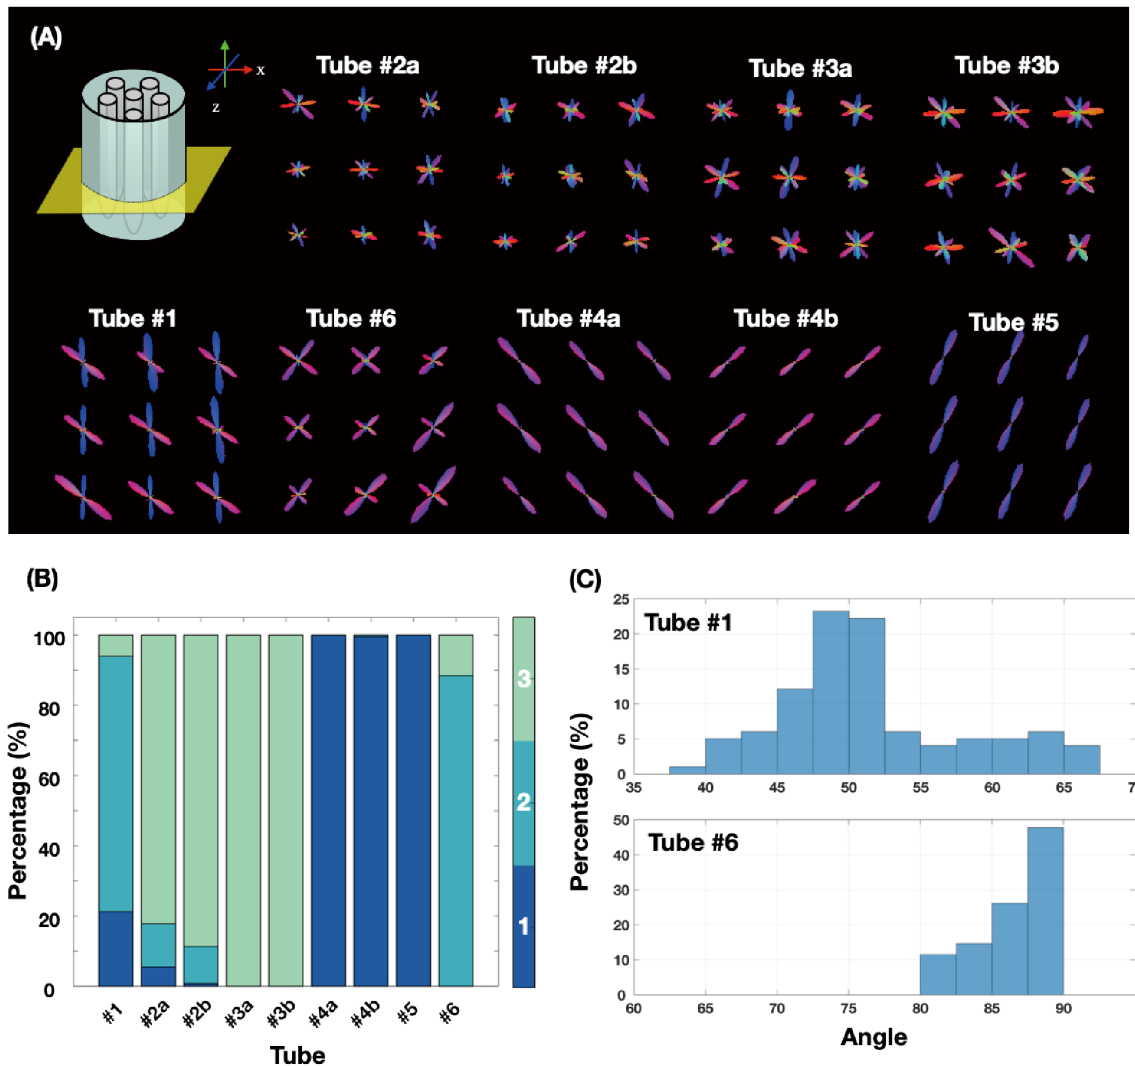 (A)
x
z
Tube #2a
Tube #2b
Tube #3a
Tube #3b
Tube #1
Tube #6
Tube #4a
Tube #4b
Tube #5
(B)
Percentage (%)
100
80
60
40
20
0
#1
#2a
#2b
#3a
#3b
#4a
#4b
#5
#6
Tube
3
2
1
(C)
Percentage (%)
Tube #1
25
20
15
10
5
0
35
40
45
50
55
60
65
Tube #6
50
40
30
20
10
0
60
65
70
75
80
85
90
Angle